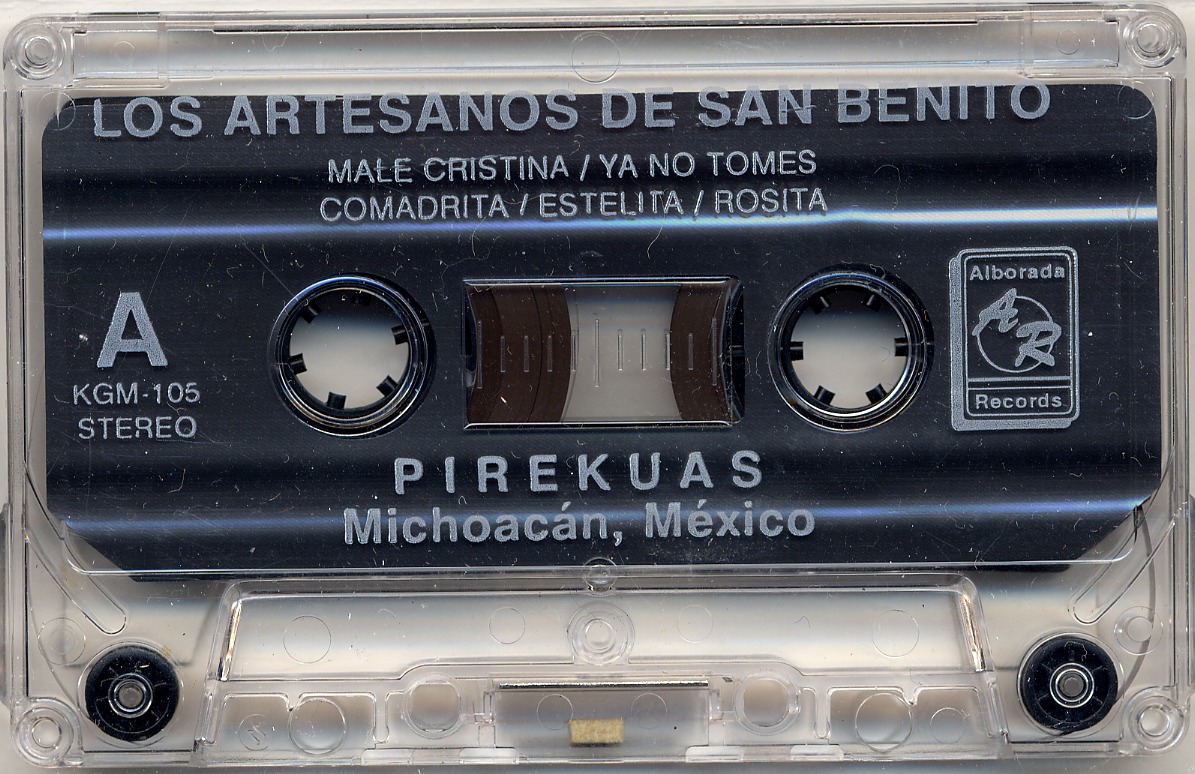 LOS ARTESANOS DE SAN BENITO
MALE CRISTINA / YA NO TOMES
COMADRITA / ESTELITA / ROSITA
A
KGM-105
STEREO
Alborada
AR
Records
PIREKUAS
Michoacán, México